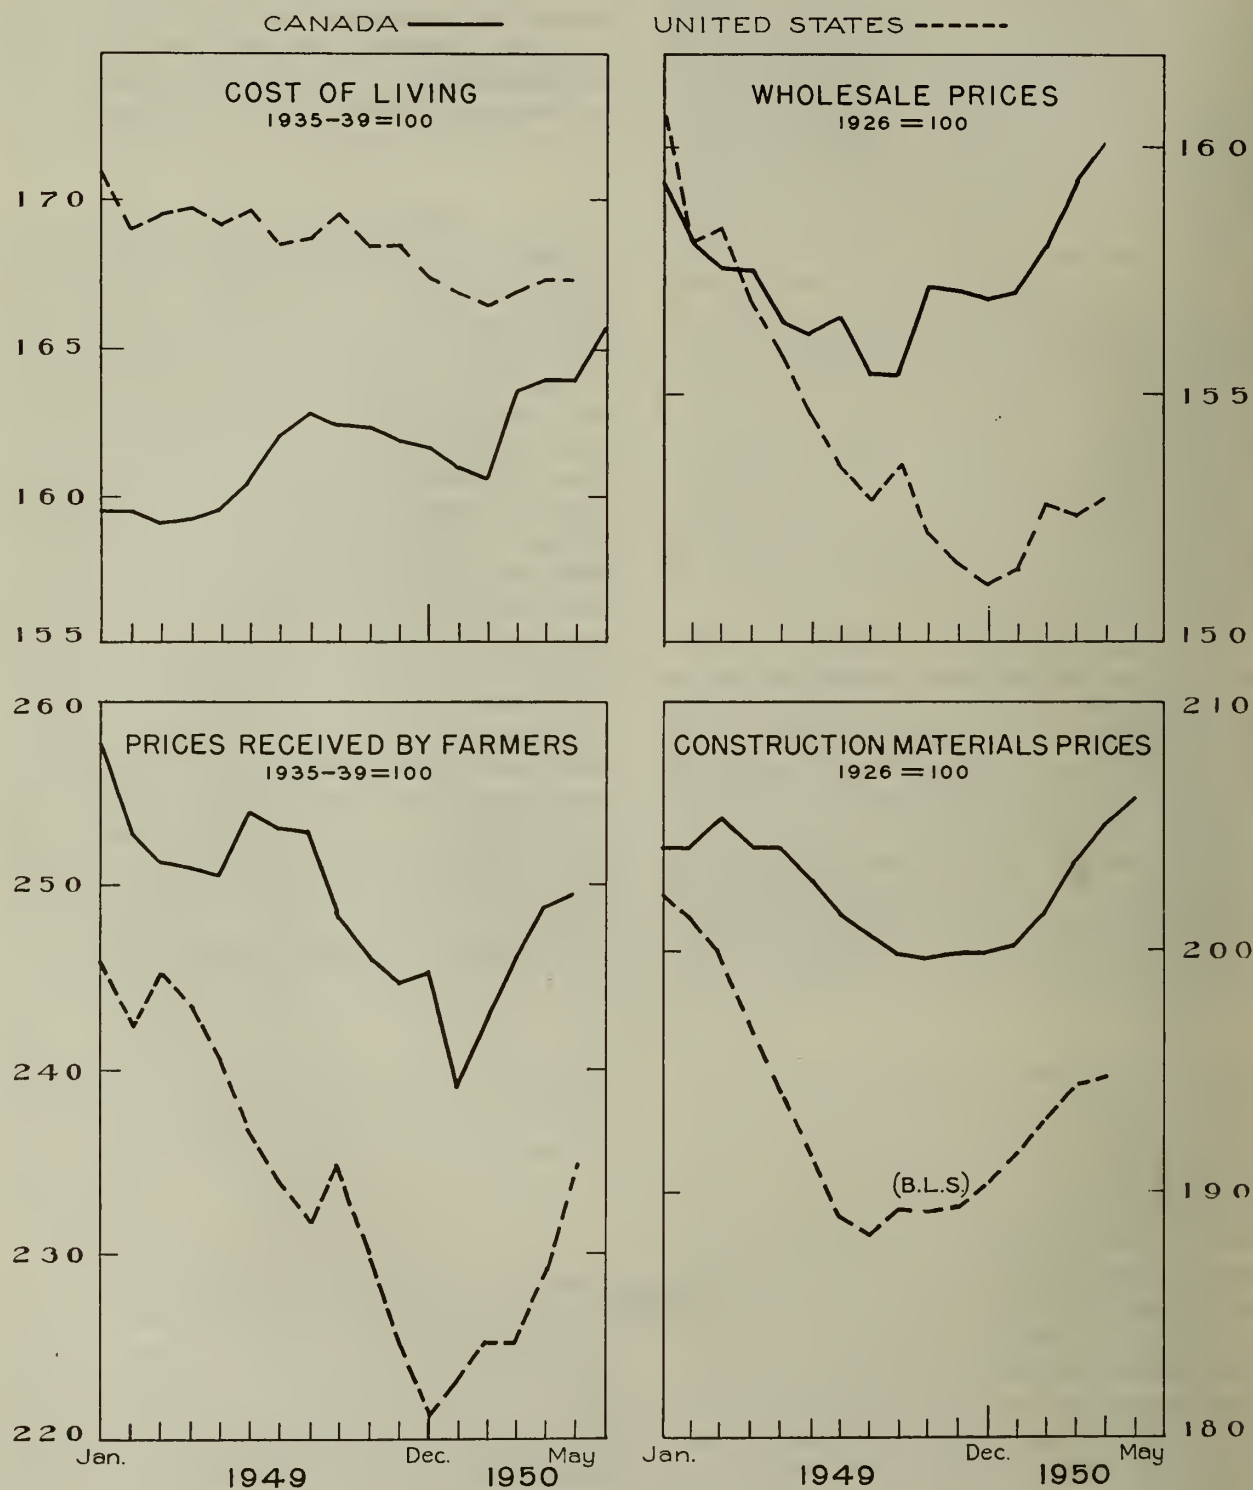 CANADA
UNITED STATES
COST OF LIVING
1935-39=100
170
165
160
155
WHOLESALE PRICES
1926=100
160
155
150
PRICES RECEIVED BY FARMERS
1935-39=100
260
250
240
230
220
Jan. Dec. May
1949 1950
CONSTRUCTION MATERIALS PRICES
1926=100
(B.L.S.)
210
200
190
180
Jan. Dec. May
1949 1950